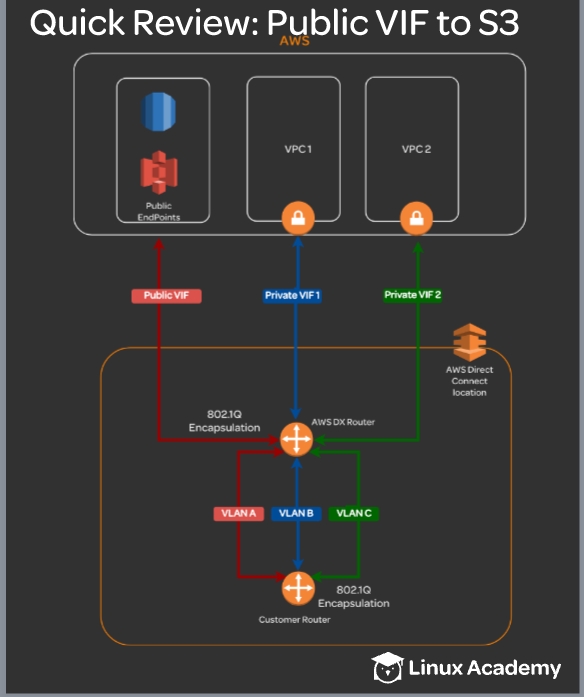 Quick Review: Public VIF to S3
AWS
VPC 1
VPC 2
Public
EndPoints
Public VIF
Private VIF 1
Private VIF 2
AWS Direct
Connect
location
802.1Q
Encapsulation
AWS DX Router
VLAN A
VLAN B
VLAN C
802.1Q
Encapsulation
Customer Router
Linux Academy